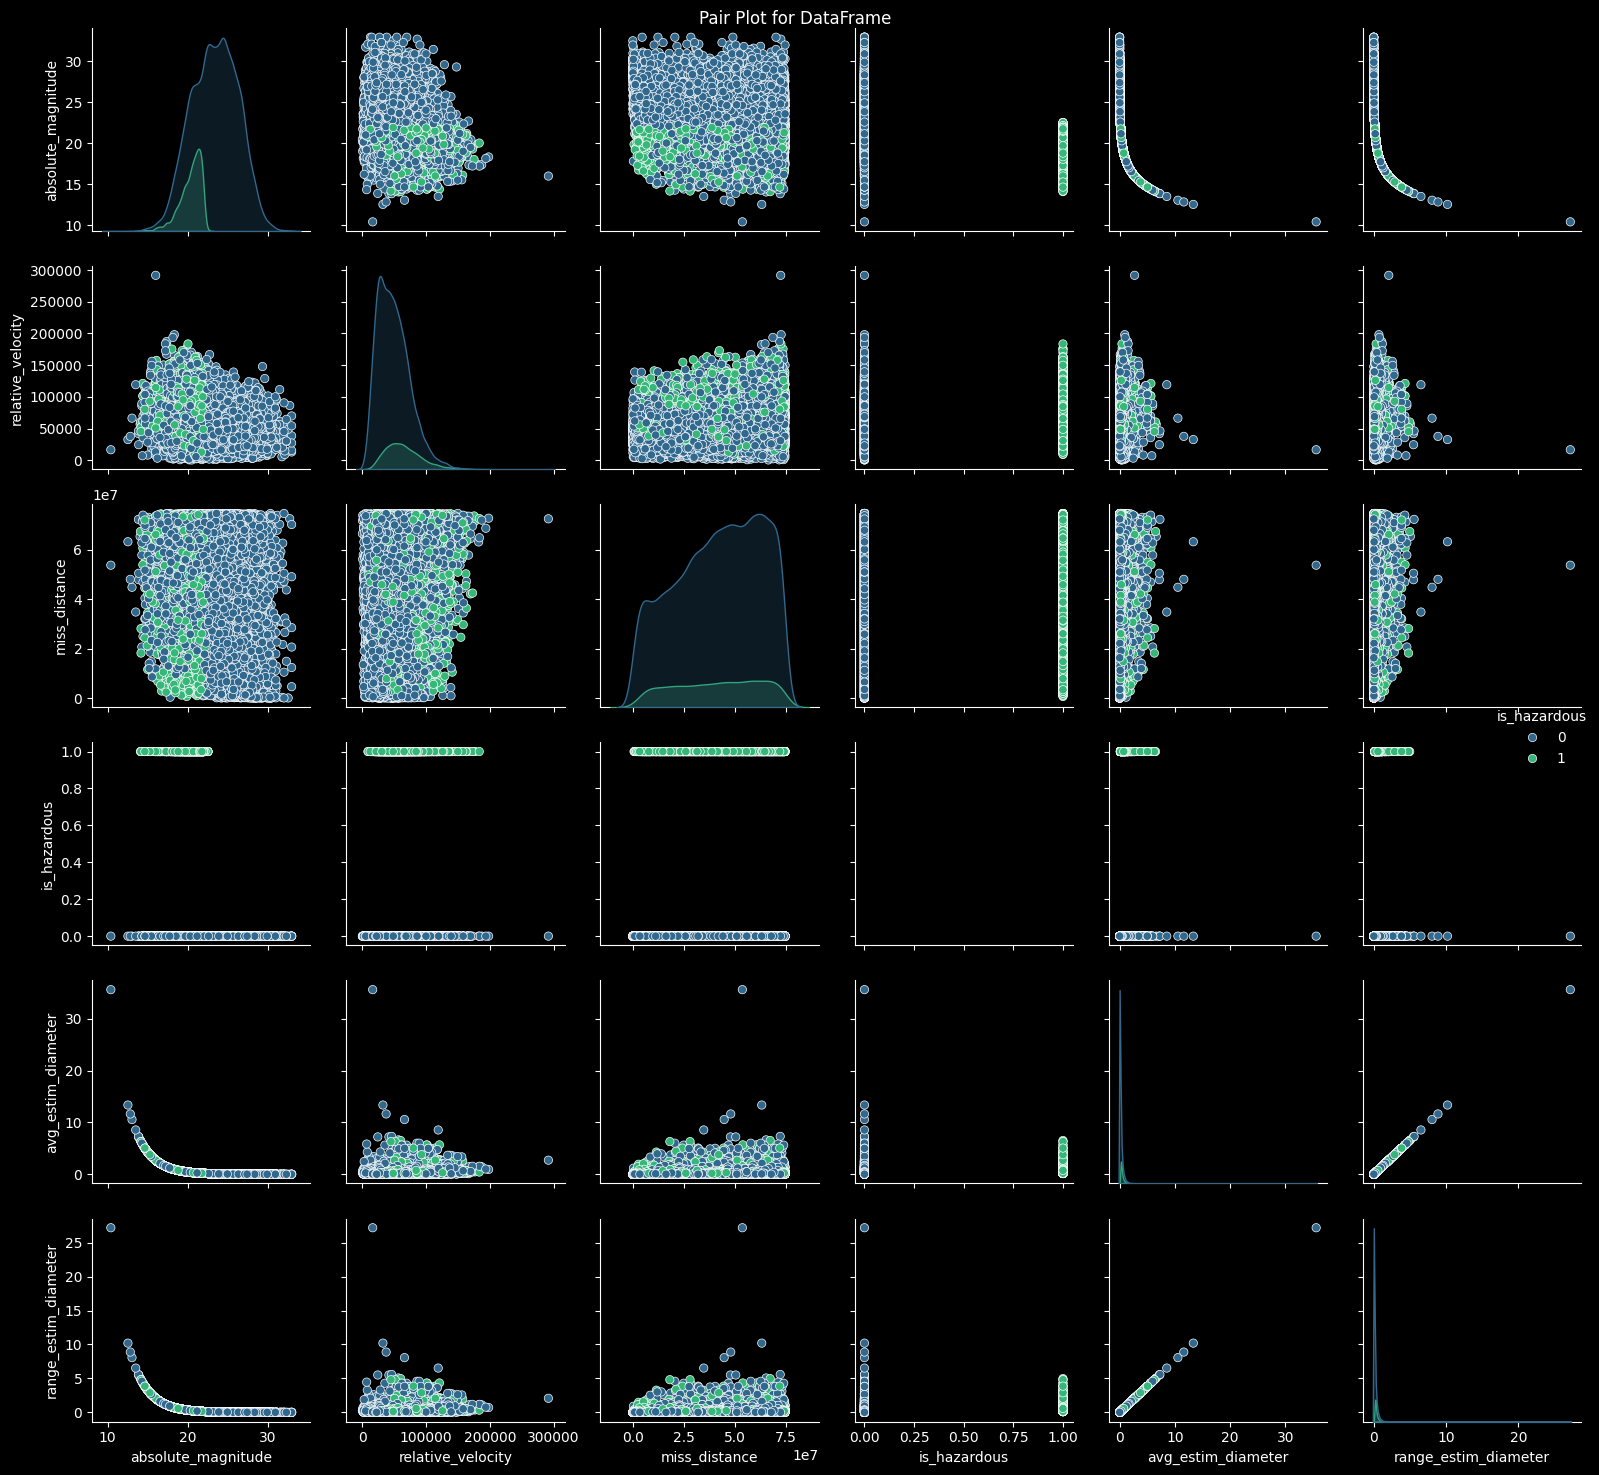 Pair Plot for DataFrame
30
25
20
15
10
absolute_magnitude
300000
250000
200000
150000
100000
50000
0
relative_velocity
1e7
6
4
2
0
miss_distance
is_hazardous
0
1
1.0
0.8
0.6
0.4
0.2
0.0
is_hazardous
30
20
10
0
avg_estim_diameter
25
20
15
10
5
0
range_estim_diameter
10 20 30
0 100000 200000 300000
0.0 2.5 5.0 7.5
0.00 0.25 0.50 0.75 1.00
0 10 20 30
0 10 20
1e7
absolute_magnitude
relative_velocity
miss_distance
is_hazardous
avg_estim_diameter
range_estim_diameter